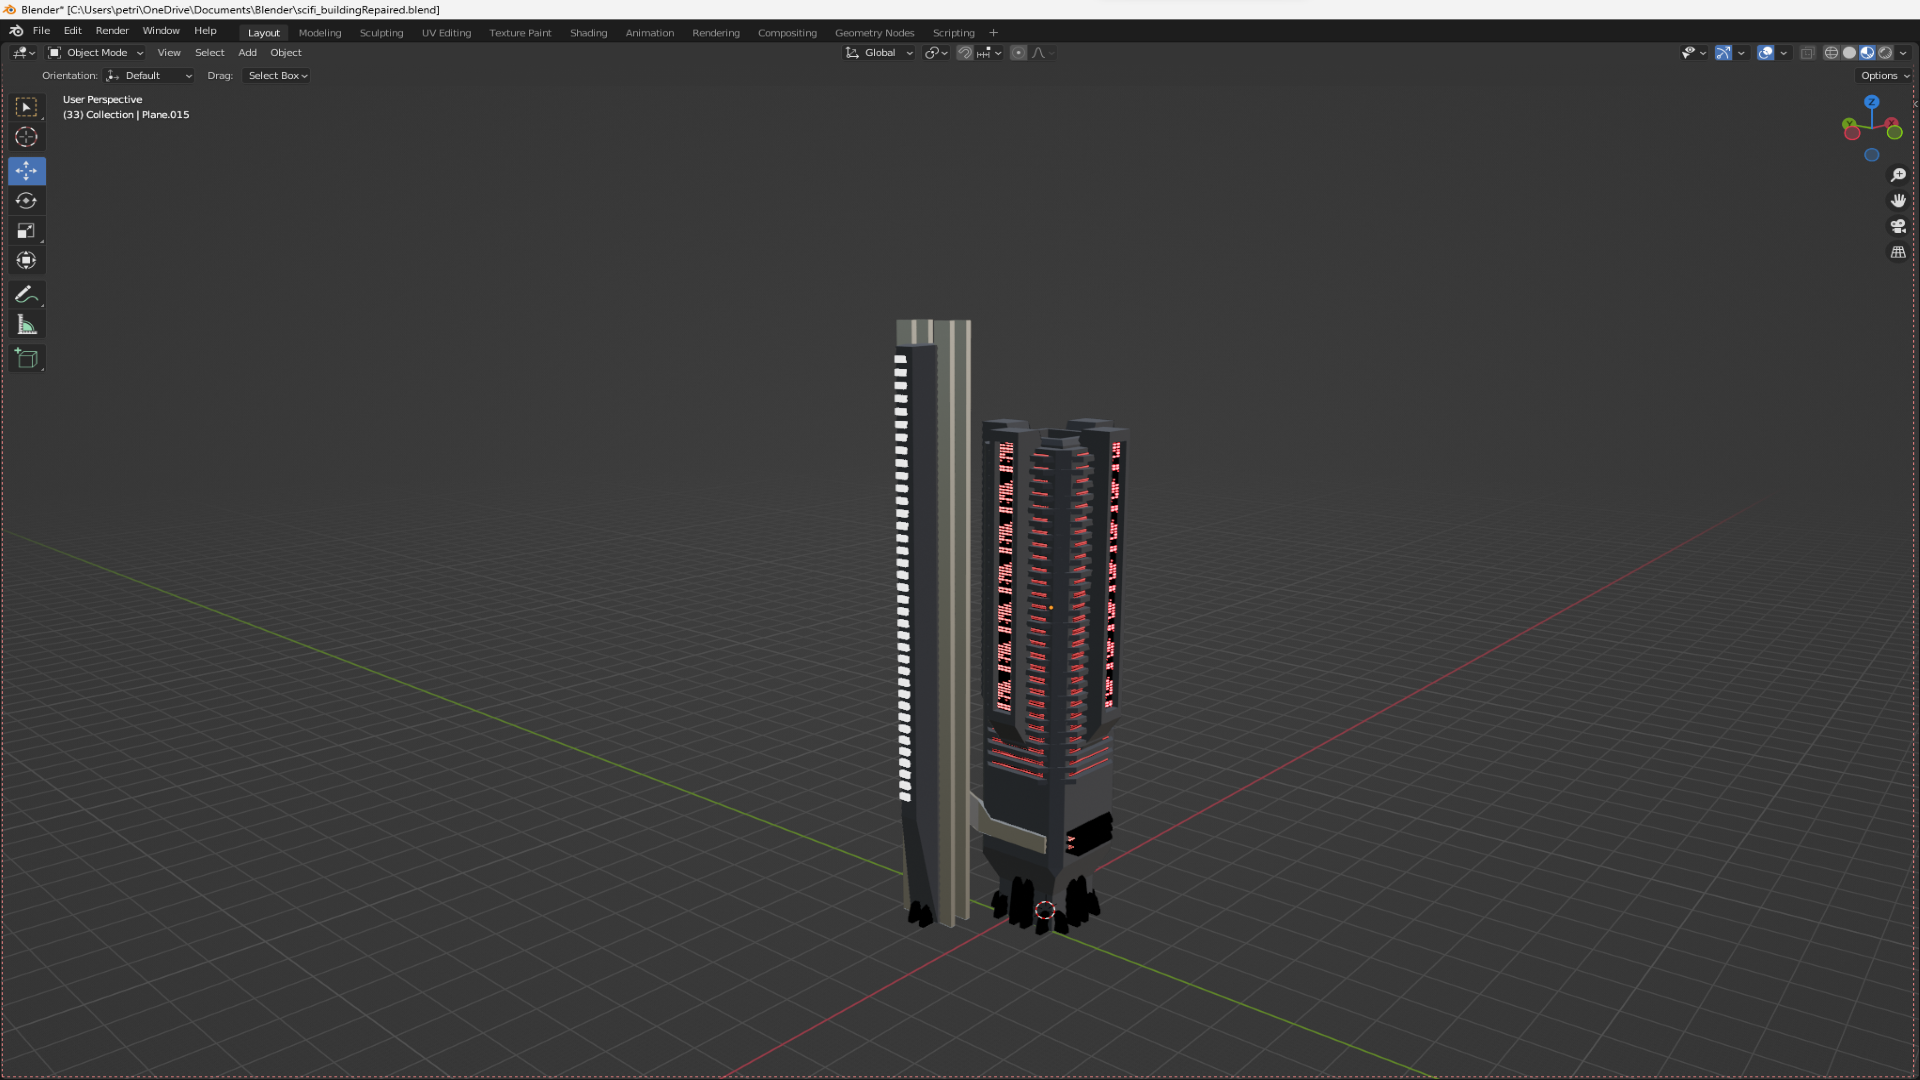 Blender* [C:\Users\petri\OneDrive\Documents\Blender\scifi_buildingRepaired.blend]
File Edit Render Window Help Layout Modeling Sculpting UV Editing Texture Paint Shading Animation Rendering Compositing Geometry Nodes Scripting +
Object Mode View Select Add Object Global
Orientation: Default Drag: Select Box Options
User Perspective
(33) Collection | Plane.015
Z
Y
X